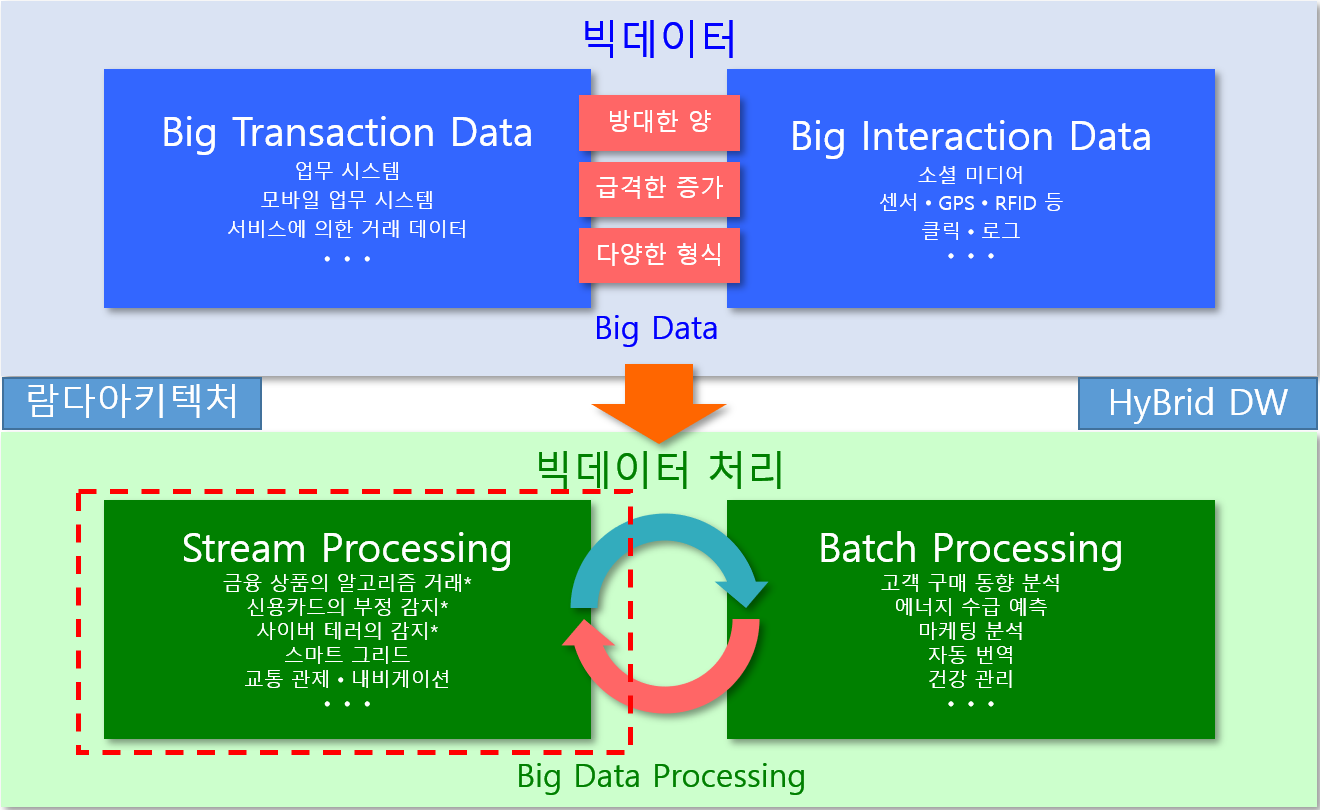 빅데이터
Big Transaction Data
업무 시스템
모바일 업무 시스템
서비스에 의한 거래 데이터
• • •
방대한 양
급격한 증가
다양한 형식
Big Interaction Data
소셜 미디어
센서 • GPS • RFID 등
클릭 • 로그
• • •
Big Data
람다아키텍처
HyBrid DW
빅데이터 처리
Stream Processing
금융 상품의 알고리즘 거래*
신용카드의 부정 감지*
사이버 테러의 감지*
스마트 그리드
교통 관제 • 내비게이션
• • •
Batch Processing
고객 구매 동향 분석
에너지 수급 예측
마케팅 분석
자동 번역
건강 관리
• • •
Big Data Processing